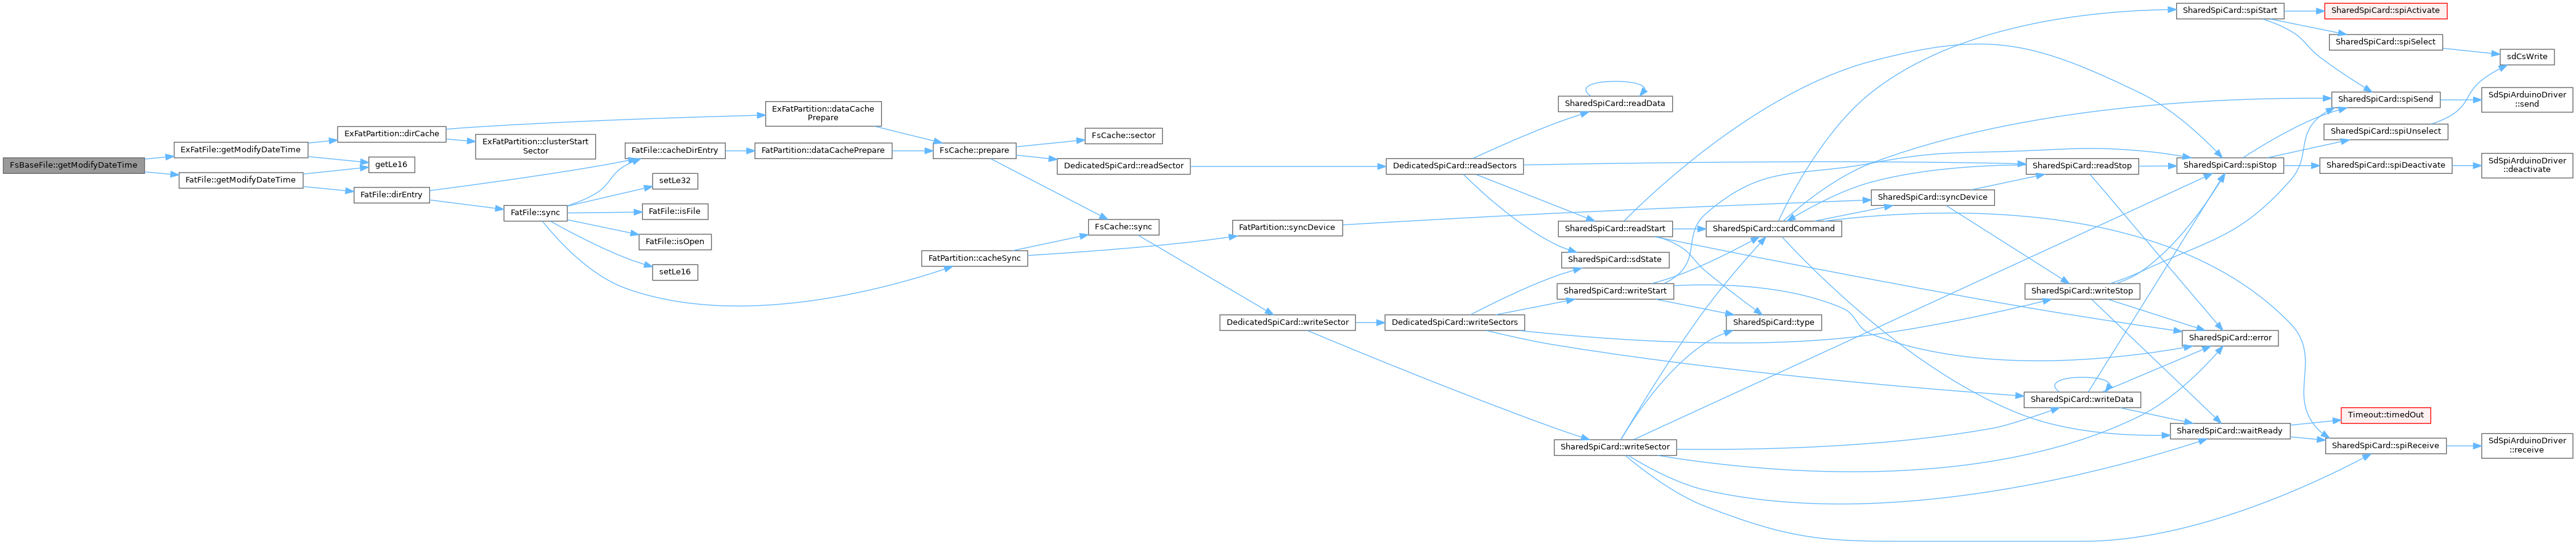 FsBaseFile::getModifyDateTime
ExFatFile::getModifyDateTime
FatFile::getModifyDateTime
ExFatPartition::dirCache
getLe16
FatFile::dirEntry
ExFatPartition::clusterStart
Sector
FatFile::sync
FatFile::cacheDirEntry
setLe32
FatFile::isFile
FatFile::isOpen
setLe16
ExFatPartition::dataCache
Prepare
FatPartition::dataCachePrepare
FatPartition::cacheSync
FsCache::prepare
FsCache::sector
DedicatedSpiCard::readSector
FsCache::sync
FatPartition::syncDevice
DedicatedSpiCard::writeSector
DedicatedSpiCard::readSectors
DedicatedSpiCard::writeSectors
SharedSpiCard::readData
SharedSpiCard::readStart
SharedSpiCard::sdState
SharedSpiCard::writeStart
SharedSpiCard::writeSector
SharedSpiCard::cardCommand
SharedSpiCard::type
SharedSpiCard::syncDevice
SharedSpiCard::readStop
SharedSpiCard::writeStop
SharedSpiCard::writeData
SharedSpiCard::spiStart
SharedSpiCard::spiStop
SharedSpiCard::error
SharedSpiCard::waitReady
SharedSpiCard::spiActivate
SharedSpiCard::spiSelect
SharedSpiCard::spiSend
SharedSpiCard::spiUnselect
SharedSpiCard::spiDeactivate
Timeout::timedOut
SharedSpiCard::spiReceive
sdCsWrite
SdSpiArduinoDriver
::send
SdSpiArduinoDriver
::deactivate
SdSpiArduinoDriver
::receive